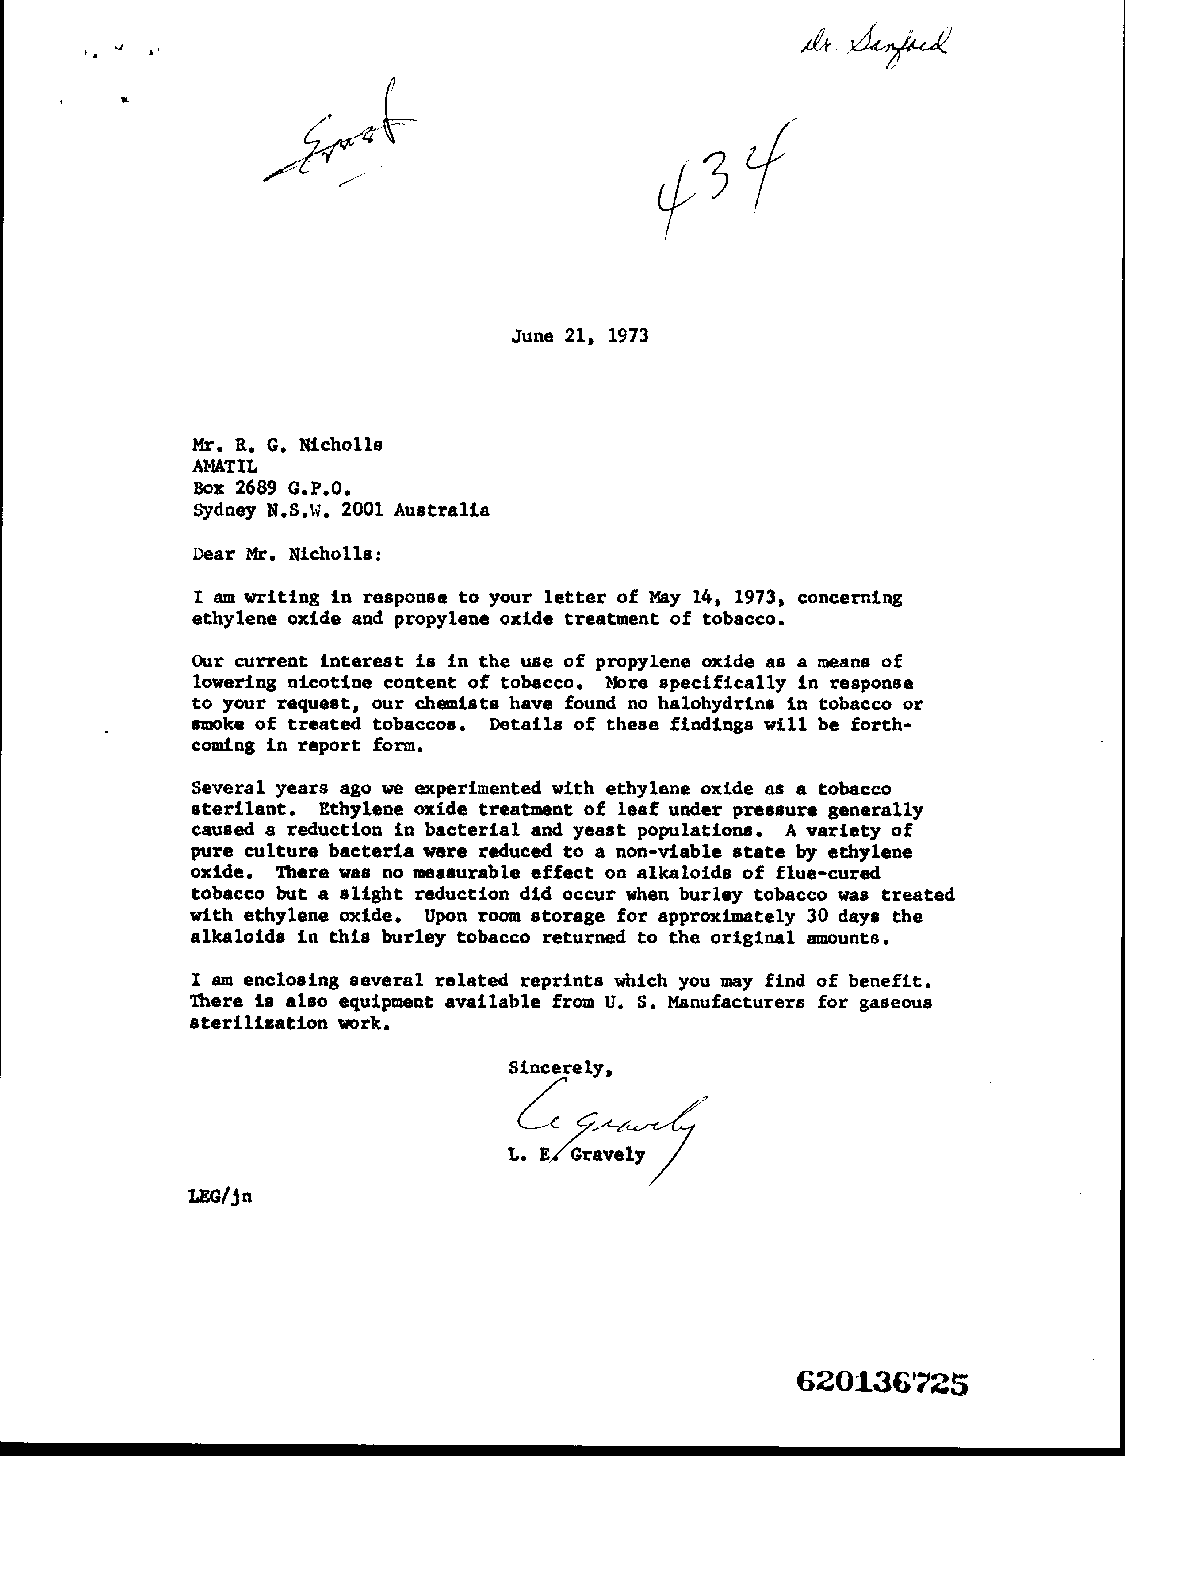 Dr. Sanford
434
June 21, 1973
Mr. R. G. Nicholls
AMATIL
Box 2689 G.P.O.
Sydney N.S.W. 2001 Australia
Dear Mr. Nicholls:
I am writing in response to your letter of May 14, 1973, concerning
ethylene oxide and propylene oxide treatment of tobacco.
Our current interest is in the use of propylene oxide as a means of
lowering nicotine content of tobacco. More specifically in response
to your request, our chemists have found no halohydrins in tobacco or
smoke of treated tobaccos. Details of these findings will be forth-
coming in report form.
Several years ago we experimented with ethylene oxide as a tobacco
sterilant. Ethylene oxide treatment of leaf under pressure generally
caused a reduction in bacterial and yeast populations. A variety of
pure culture bacteria were reduced to a non-viable state by ethylene
oxide. There was no measurable effect on alkaloids of flue-cured
tobacco but a slight reduction did occur when burley tobacco was treated
with ethylene oxide. Upon room storage for approximately 30 days the
alkaloids in this burley tobacco returned to the original amounts.
I am enclosing several related reprints which you may find of benefit.
There is also equipment available from U. S. Manufacturers for gaseous
sterilization work.
Sincerely,
L. E. Gravely
LEG/jn
620136725